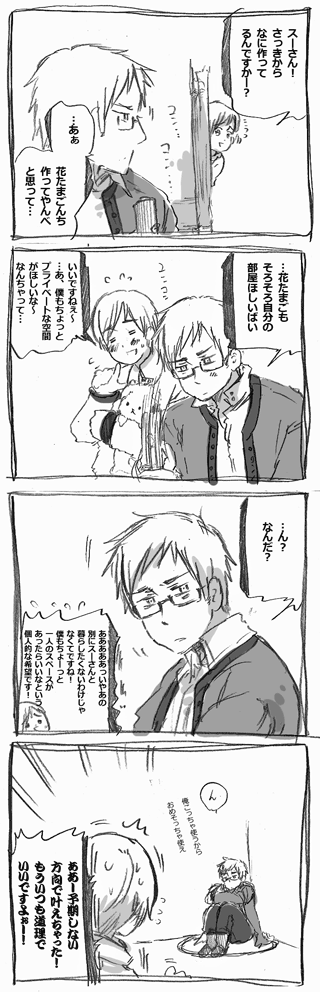 スーさん!
さっきから
なに作って
るんですかー?
…あぁ
花たまごんち
作ってやんべ
と思って…
…花たまごも
そろそろ自分の
部屋ほしいばい
いいですねぇ〜
…あ、僕もちょっと
プライベートな空間
がほしいな〜
なんちゃって…
…ん?
なんだ?
ああああぁっいやあの
別にスーさんと
暮らしたくないわけじゃ
なくてですね!
僕もちょーっと
一人のスペースが
あったらいいなという
個人的な希望です!
ん
俺こっちゃ使うから
おめそっちゃ使え
ああー予期しない
方向で叶えちゃった!
もういつも道理で
いいですよぉー!